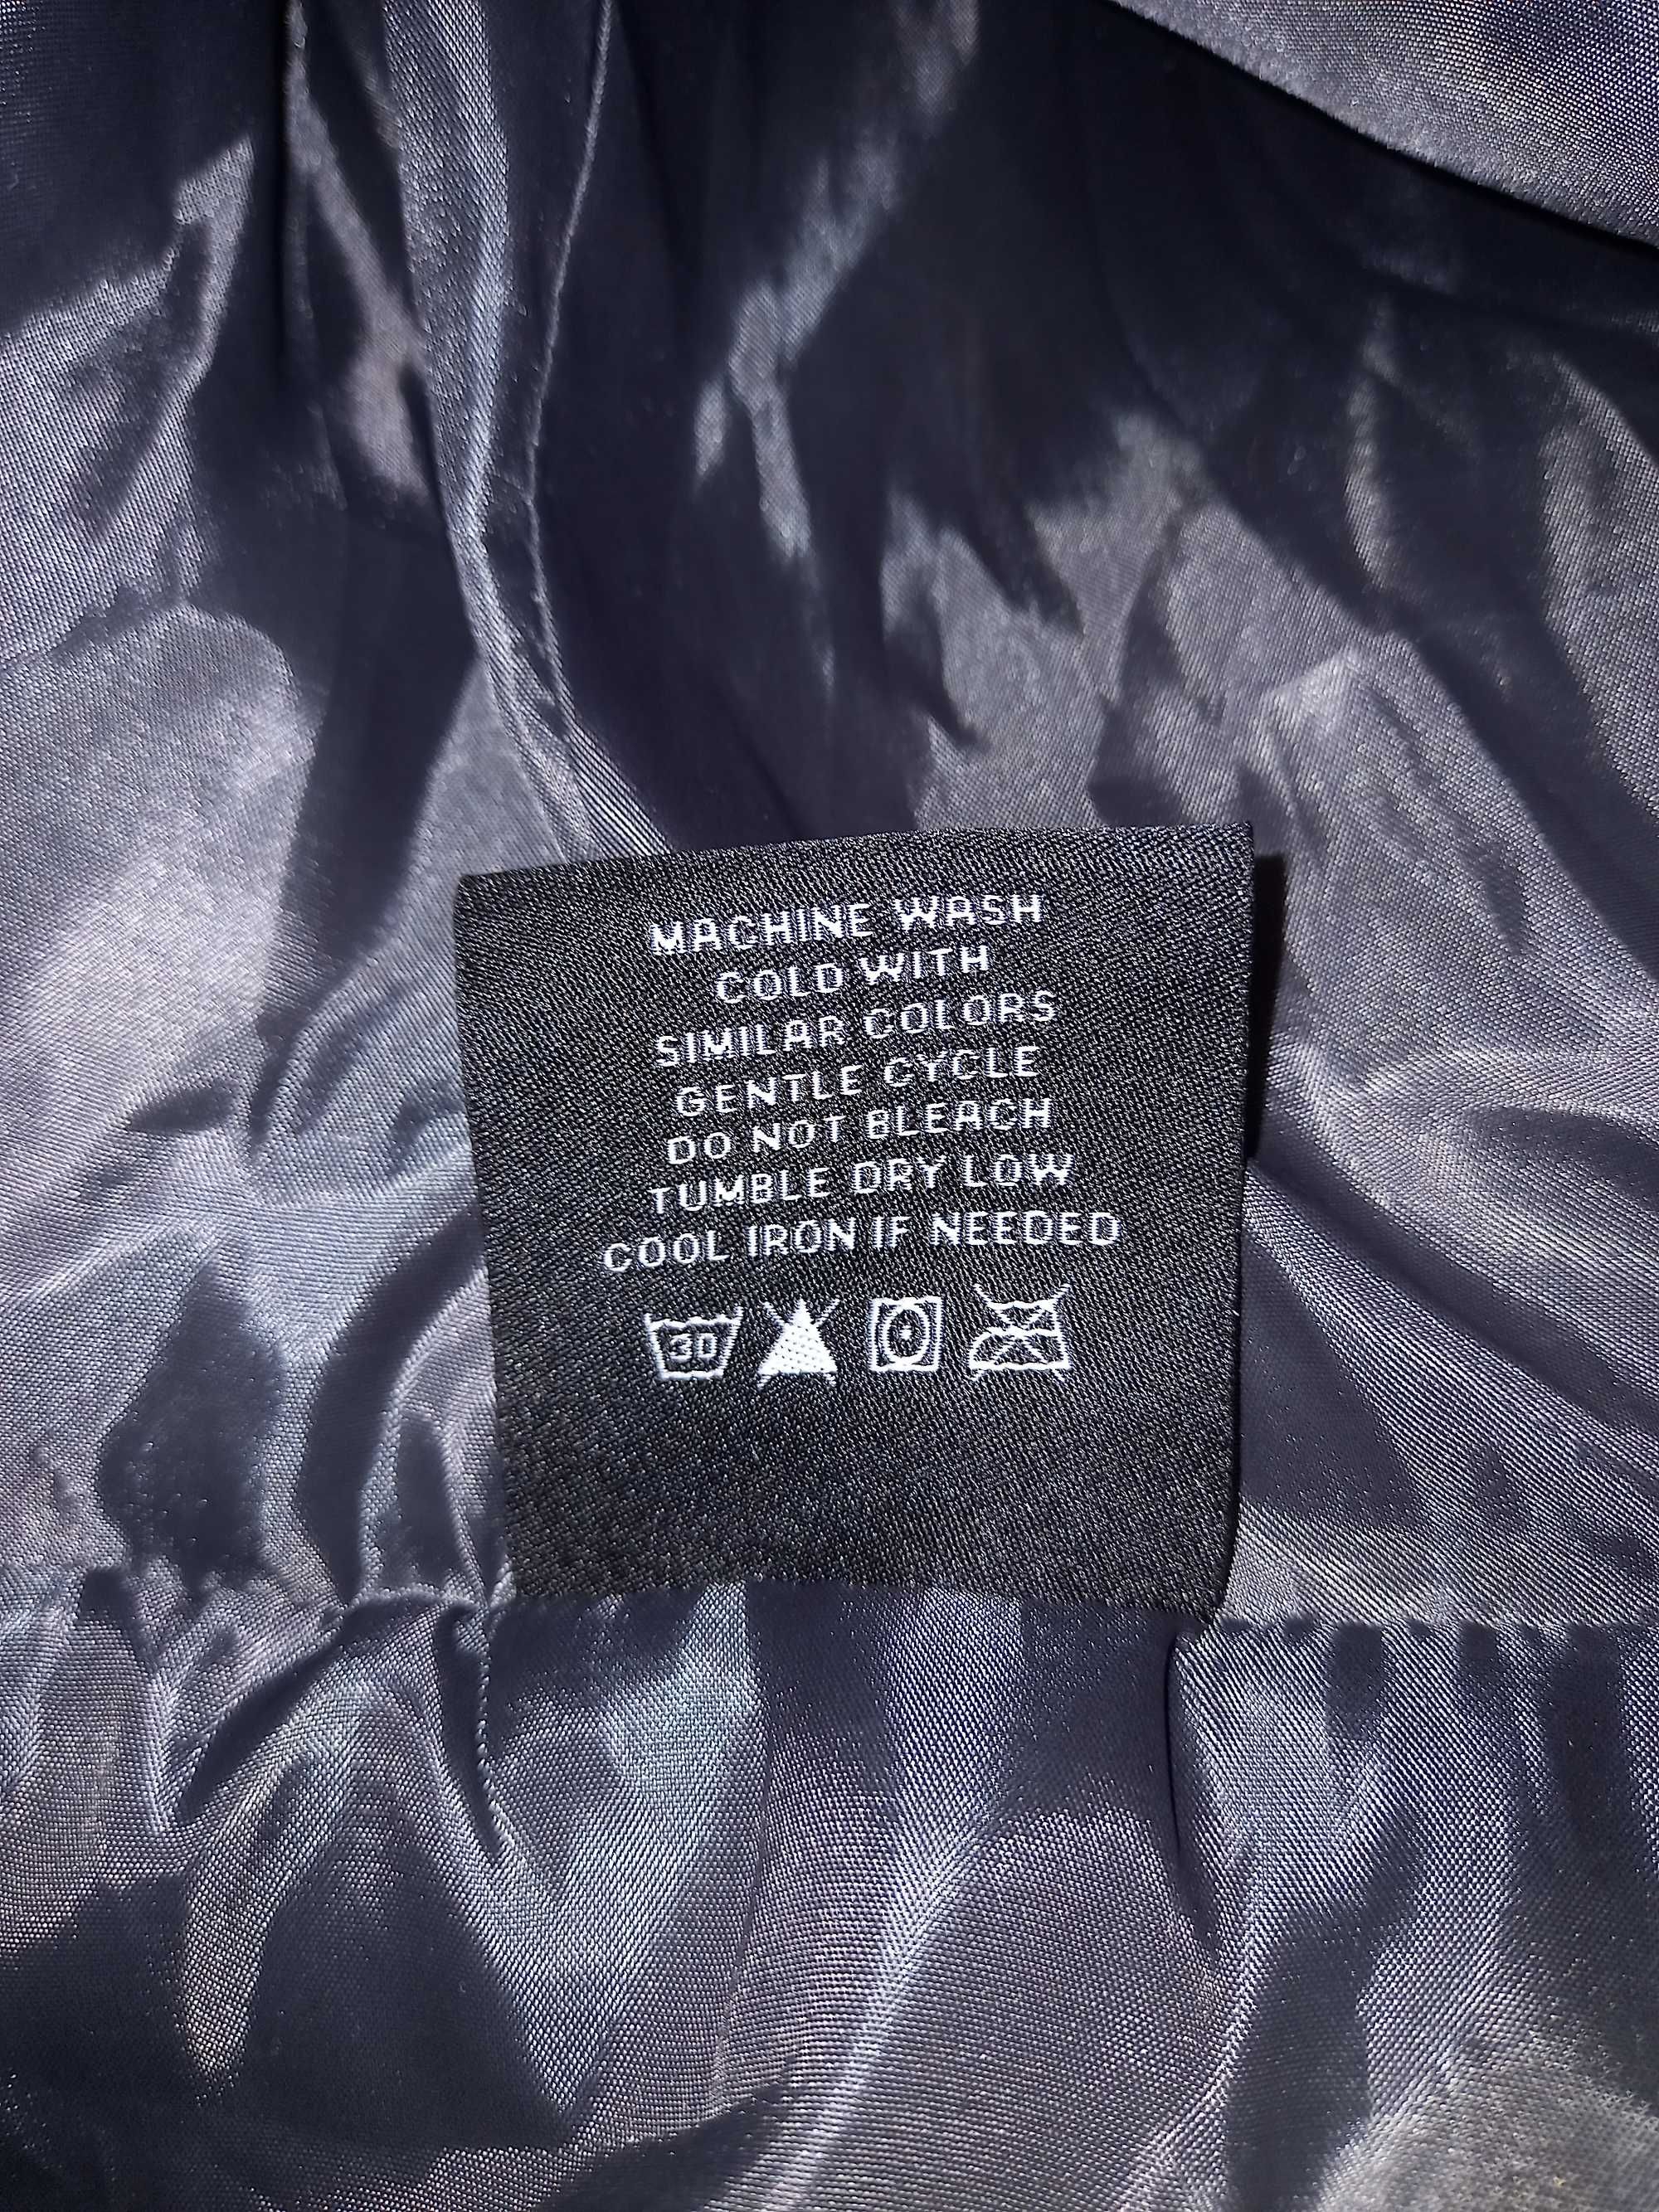 MACHINE WASH
COLD WITH
SIMILAR COLORS
GENTLE CYCLE
DO NOT BLEACH
TUMBLE DRY LOW
COOL IRON IF NEEDED
30